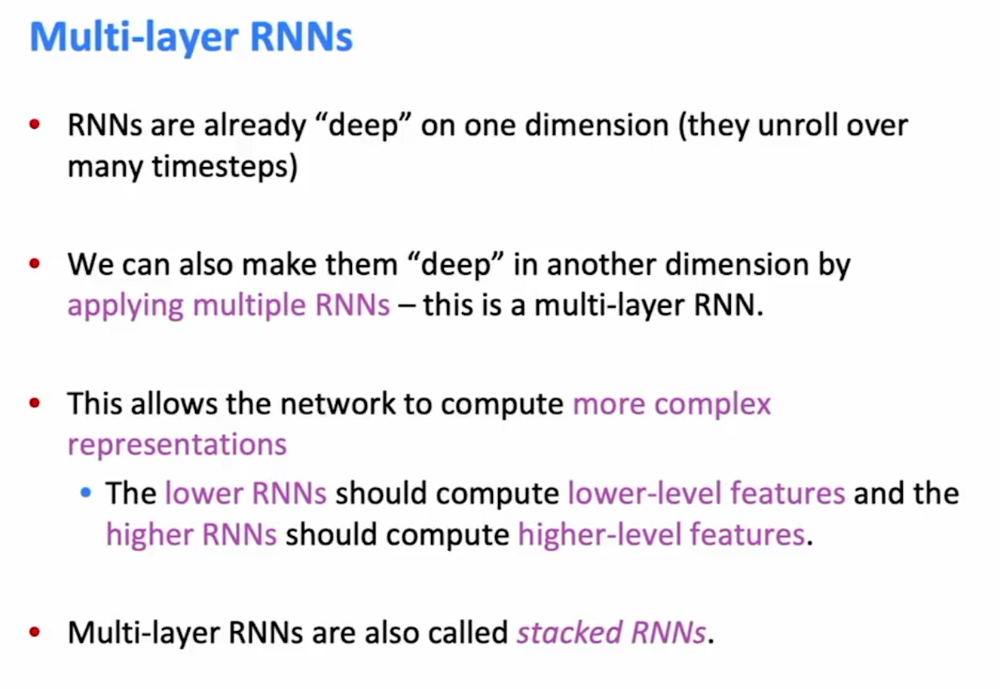 Multi-layer RNNs
• RNNs are already “deep” on one dimension (they unroll over
many timesteps)
• We can also make them “deep” in another dimension by
applying multiple RNNs – this is a multi-layer RNN.
• This allows the network to compute more complex
representations
• The lower RNNs should compute lower-level features and the
higher RNNs should compute higher-level features.
• Multi-layer RNNs are also called stacked RNNs.